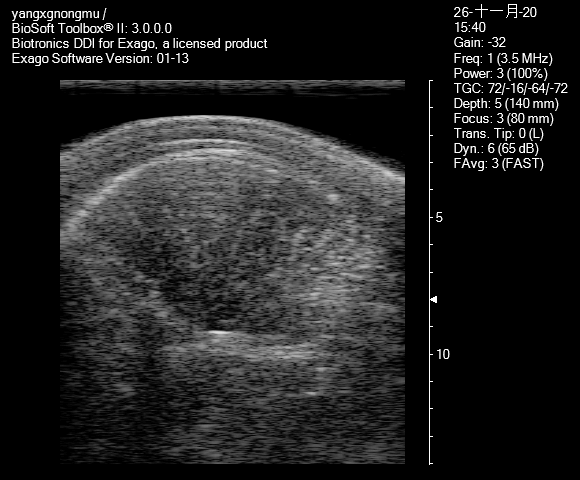 yangxgnongmu /
BioSoft Toolbox® II: 3.0.0.0
Biotronics DDI for Exago, a licensed product
Exago Software Version: 01-13
26-十一月-20
15:40
Gain: -32
Freq: 1 (3.5 MHz)
Power: 3 (100%)
TGC: 72/-16/-64/-72
Depth: 5 (140 mm)
Focus: 3 (80 mm)
Trans. Tip: 0 (L)
Dyn.: 6 (65 dB)
FAvg: 3 (FAST)
5
10